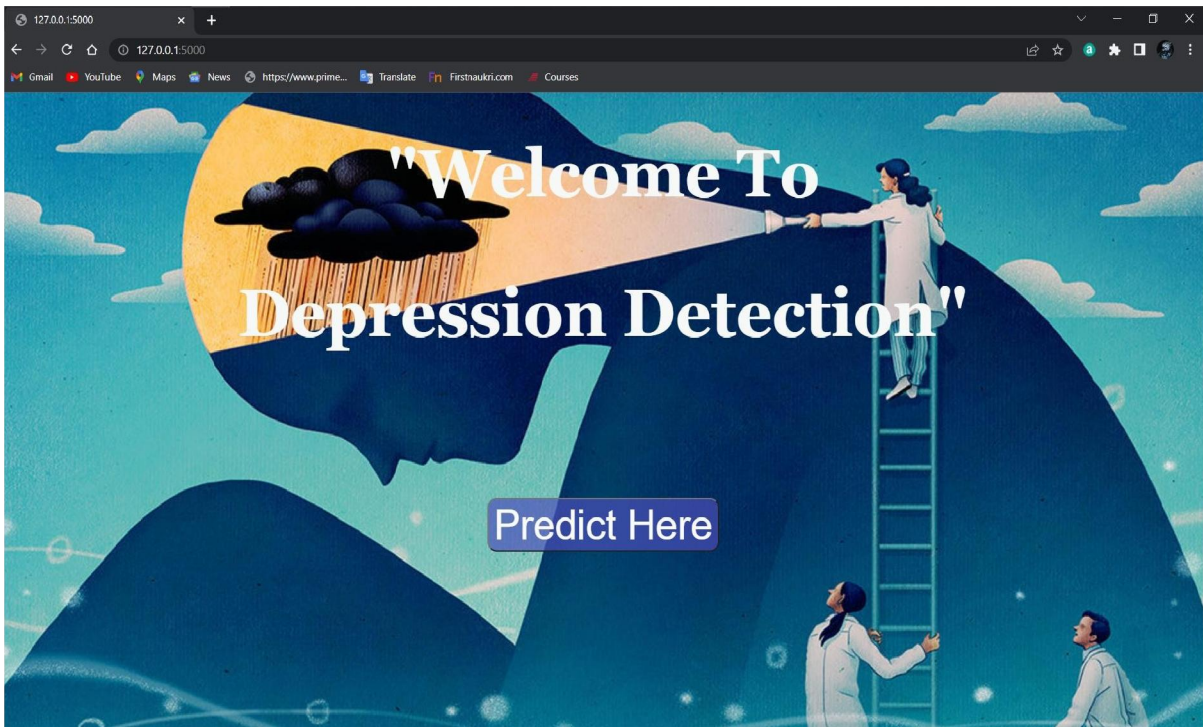 127.0.0.1:5000
127.0.0.1:5000
a
Gmail YouTube Maps News https://www.prime... Translate Fn Firstnaukri.com Courses
"Welcome To
Depression Detection"
Predict Here